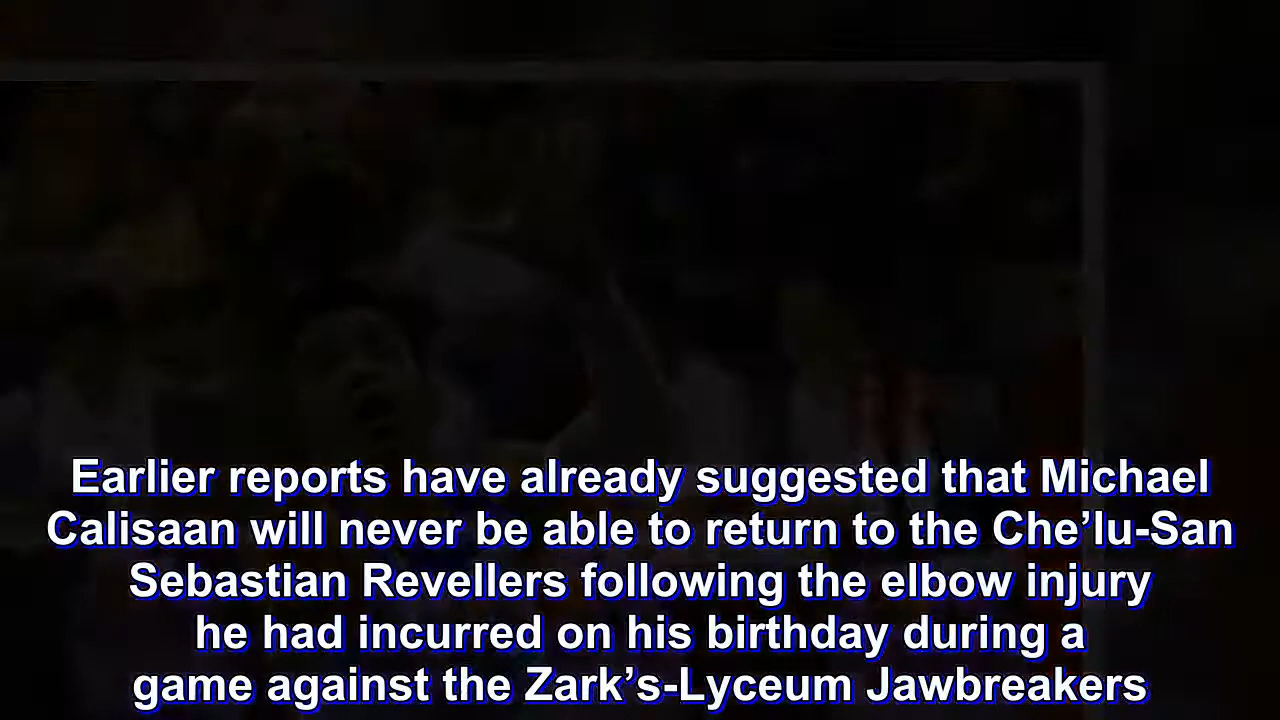 Earlier reports have already suggested that Michael
Calisaan will never be able to return to the Che’lu-San
Sebastian Revellers following the elbow injury
he had incurred on his birthday during a
game against the Zark’s-Lyceum Jawbreakers